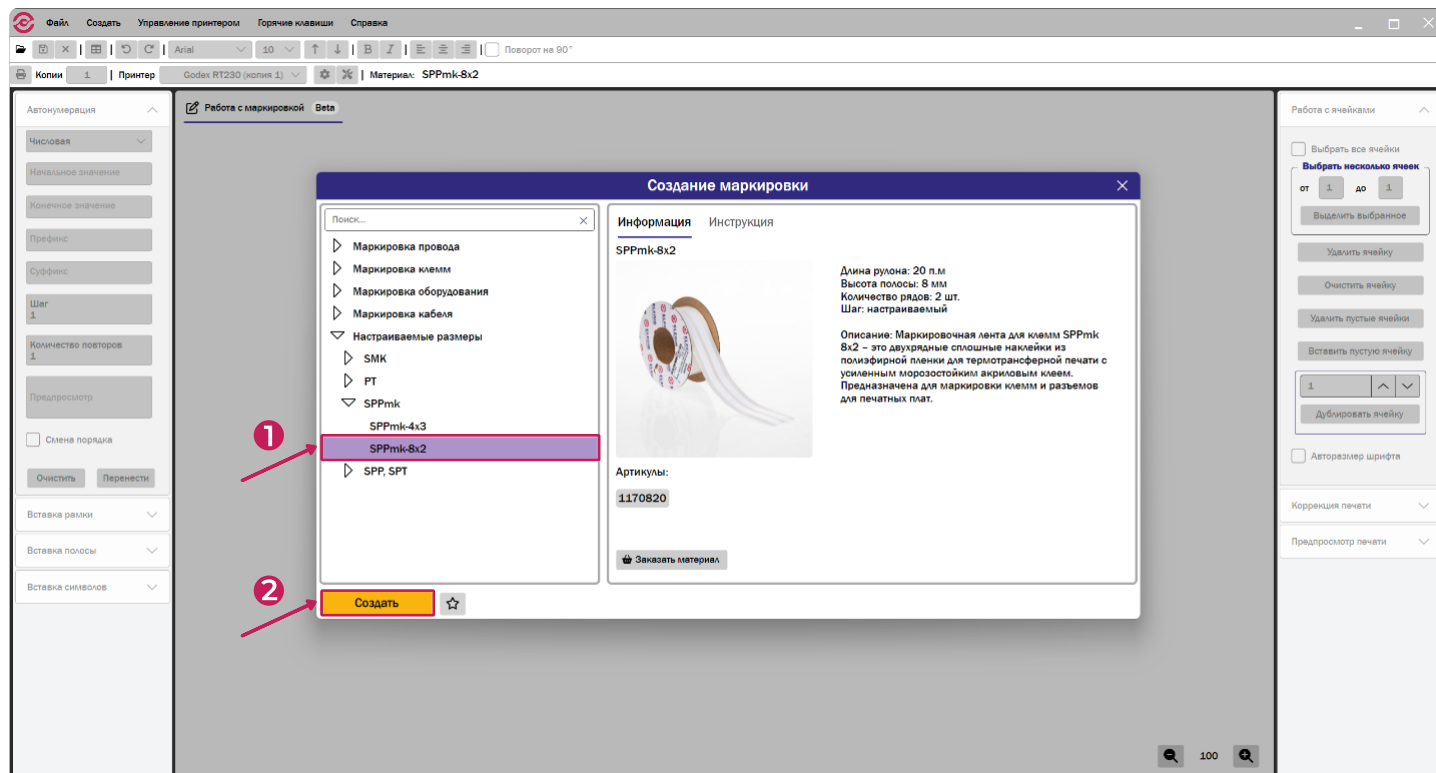 Файл Создать Управление принтером Горячие клавиши Справка
Arial 10 B I Поворот на 90°
Копии 1 Принтер Godex RT230 (копия 1) Материал: SPPmk-8x2
Автонумерация
Числовая
Начальное значение
Конечное значение
Префикс
Суффикс
Шаг
1
Количество повторов
1
Предпросмотр
Смена порядка
Очистить Перенести
Вставка рамки
Вставка полосы
Вставка символов
Работа с маркировкой Beta
Создание маркировки
Поиск...
Маркировка провода
Маркировка клемм
Маркировка оборудования
Маркировка кабеля
Настраиваемые размеры
SMK
PT
SPPmk
SPPmk-4x3
1
SPPmk-8x2
SPP, SPT
2
Создать
Информация Инструкция
SPPmk-8x2
Длина рулона: 20 п.м
Высота полосы: 8 мм
Количество рядов: 2 шт.
Шаг: настраиваемый
Описание: Маркировочная лента для клемм SPPmk
8x2 – это двухрядные сплошные наклейки из
полиэфирной пленки для термотрансферной печати с
усиленным морозостойким акриловым клеем.
Предназначена для маркировки клемм и разъемов
для печатных плат.
Артикулы:
1170820
Заказать материал
100
Работа с ячейками
Выбрать все ячейки
Выбрать несколько ячеек
от 1 до 1
Выделить выбранное
Удалить ячейку
Очистить ячейку
Удалить пустые ячейки
Вставить пустую ячейку
1
Дублировать ячейку
Авторазмер шрифта
Коррекция печати
Предпросмотр печати